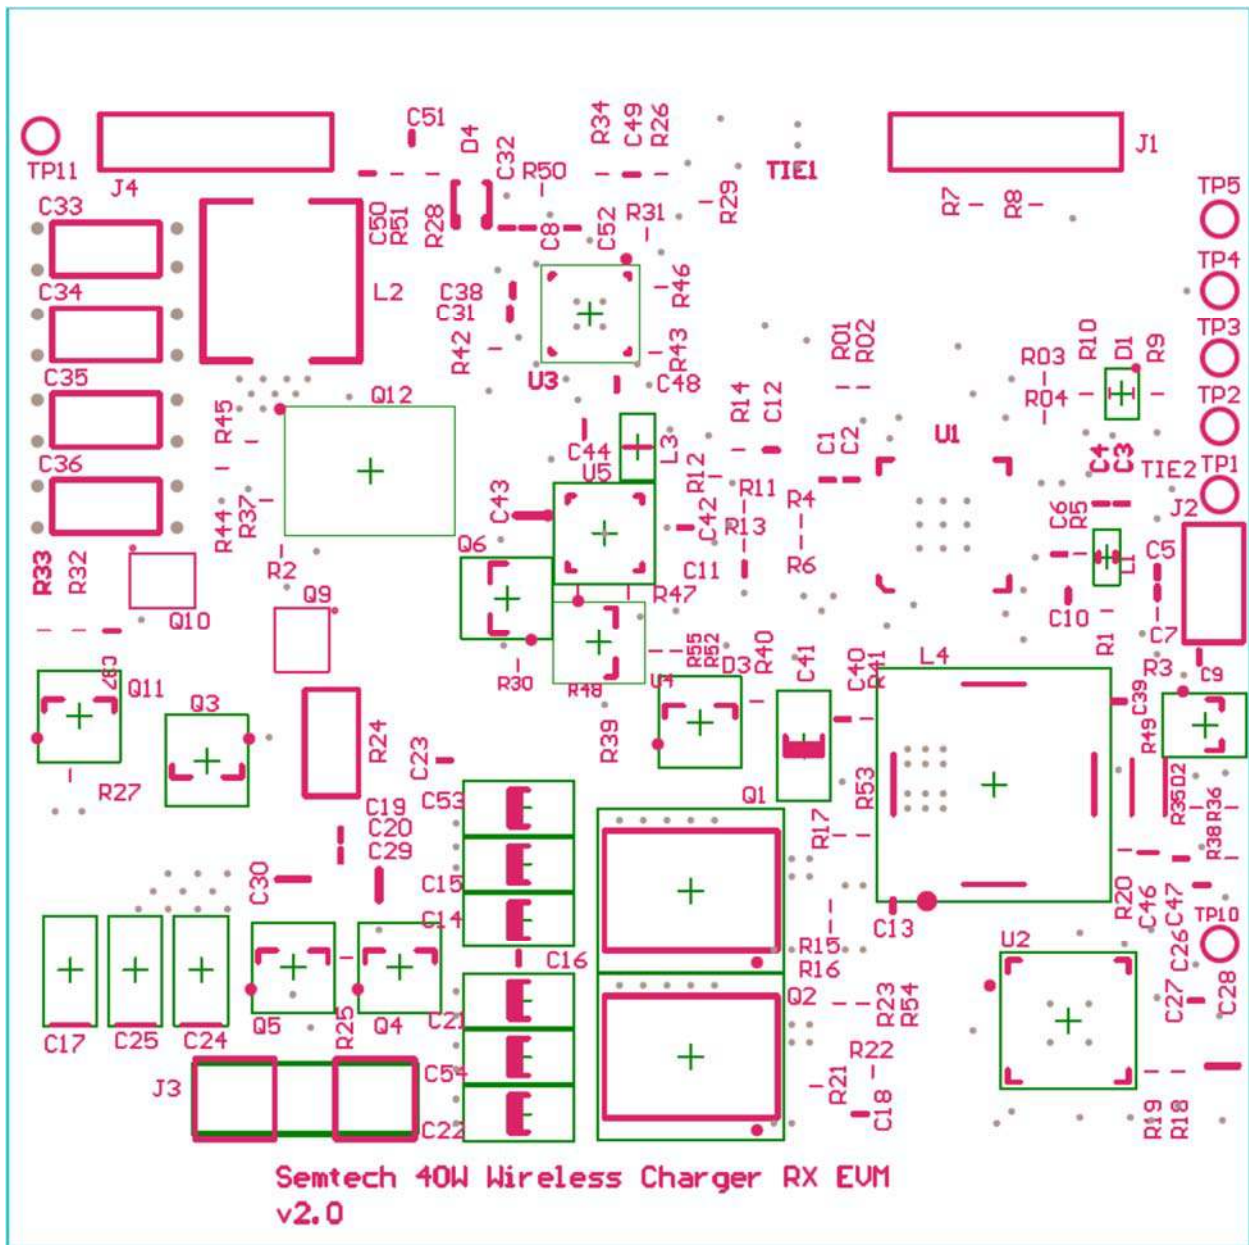 C51
D4
C32
R34
C49
R26
TP11
J4
R50
TIE1
J1
C33
C50
R51
R28
C8
C52
R31
R29
R7
R8
TP5
C34
L2
C38
C31
R46
TP4
R42
R43
R01
R02
R10
D1
R9
TP3
C35
Q12
U3
C48
R03
R04
TP2
R45
R14
C12
C36
C44
L3
C1
C2
U1
C4
C3
TIE2
TP1
U5
R12
R44
R37
C43
C42
R11
R13
R4
C6
R5
J2
R33
R32
R2
Q6
C11
R6
L1
C5
Q10
Q9
R47
C10
C7
R1
R55
R52
R40
L4
R3
C9
C37
Q11
R30
R48
U4
D3
C41
C40
R41
C39
Q3
R24
R39
R49
R27
C23
C53
Q1
R53
R35
D2
R36
C19
C20
R17
R38
C29
C30
C15
C14
R20
C46
C47
TP10
C13
R15
C16
R16
U2
C26
C27
C28
C17
C25
C24
Q5
R25
Q4
C21
Q2
R23
R54
J3
C54
R22
R21
C18
C22
R19
R18
Semtech 40W Wireless Charger RX EVM
v2.0